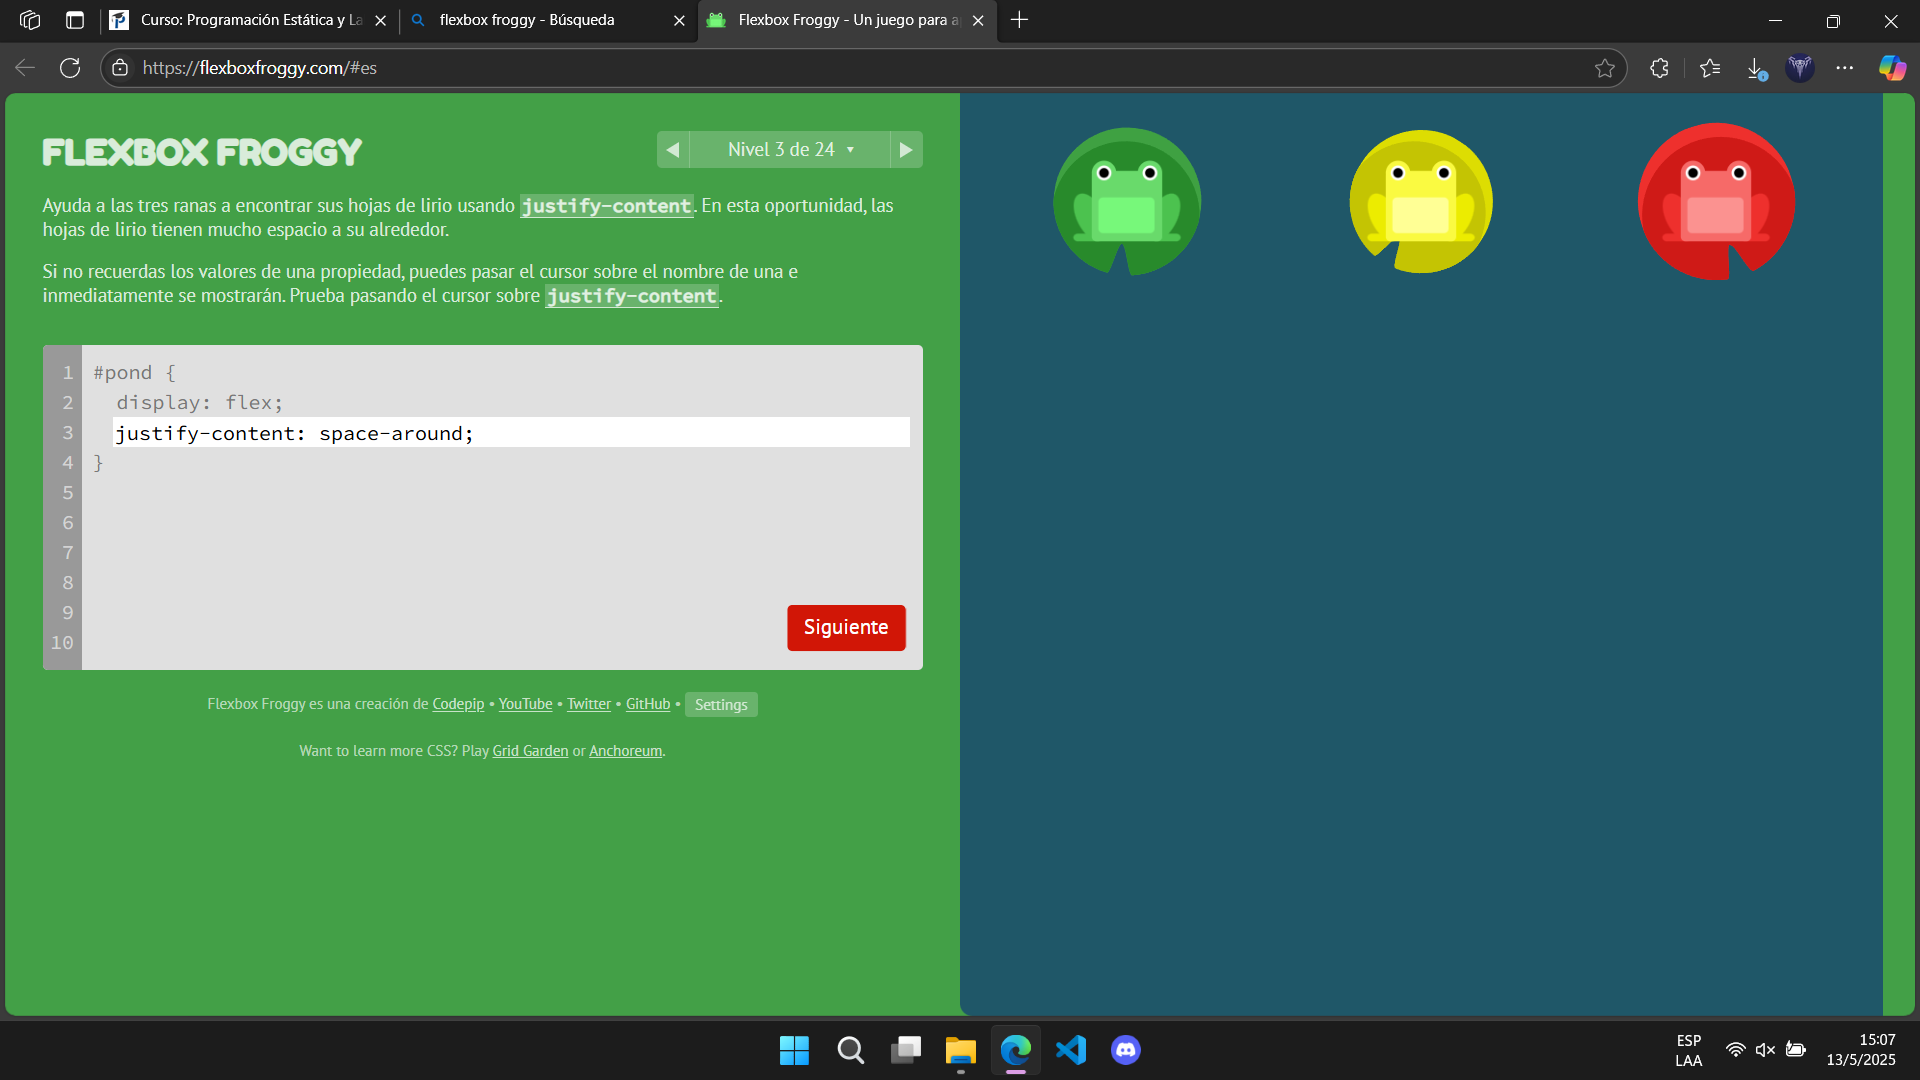 Curso: Programación Estática y La
flexbox froggy - Búsqueda
Flexbox Froggy - Un juego para a
https://flexboxfroggy.com/#es
FLEXBOX FROGGY
Nivel 3 de 24
Ayuda a las tres ranas a encontrar sus hojas de lirio usando justify-content. En esta oportunidad, las
hojas de lirio tienen mucho espacio a su alrededor.
Si no recuerdas los valores de una propiedad, puedes pasar el cursor sobre el nombre de una e
inmediatamente se mostrarán. Prueba pasando el cursor sobre justify-content.
1 #pond {
2 display: flex;
3 justify-content: space-around;
4 }
5
6
7
8
9
10
Siguiente
Flexbox Froggy es una creación de Codepip • YouTube • Twitter • GitHub • Settings
Want to learn more CSS? Play Grid Garden or Anchoreum.
ESP
LAA
15:07
13/5/2025